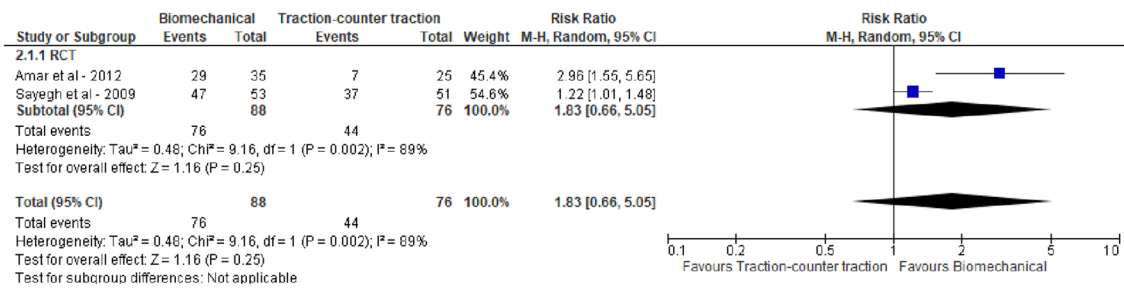 Biomechanical Traction-counter traction Risk Ratio Risk Ratio
Study or Subgroup Events Total Events Total Weight M-H, Random, 95% CI M-H, Random, 95% CI
2.1.1 RCT
Amar et al - 2012 29 35 7 25 45.4% 2.96 [1.55, 5.65]
Sayegh et al - 2009 47 53 37 51 54.6% 1.22 [1.01, 1.48]
Subtotal (95% CI) 88 76 100.0% 1.83 [0.66, 5.05]
Total events 76 44
Heterogeneity: Tau² = 0.48; Chi² = 9.16, df = 1 (P = 0.002); I² = 89%
Test for overall effect: Z = 1.16 (P = 0.25)
Total (95% CI) 88 76 100.0% 1.83 [0.66, 5.05]
Total events 76 44
Heterogeneity: Tau² = 0.48; Chi² = 9.16, df = 1 (P = 0.002); I² = 89%
Test for overall effect: Z = 1.16 (P = 0.25)
Test for subgroup differences: Not applicable
0.1 0.2 0.5 1 2 5 10
Favours Traction-counter traction Favours Biomechanical